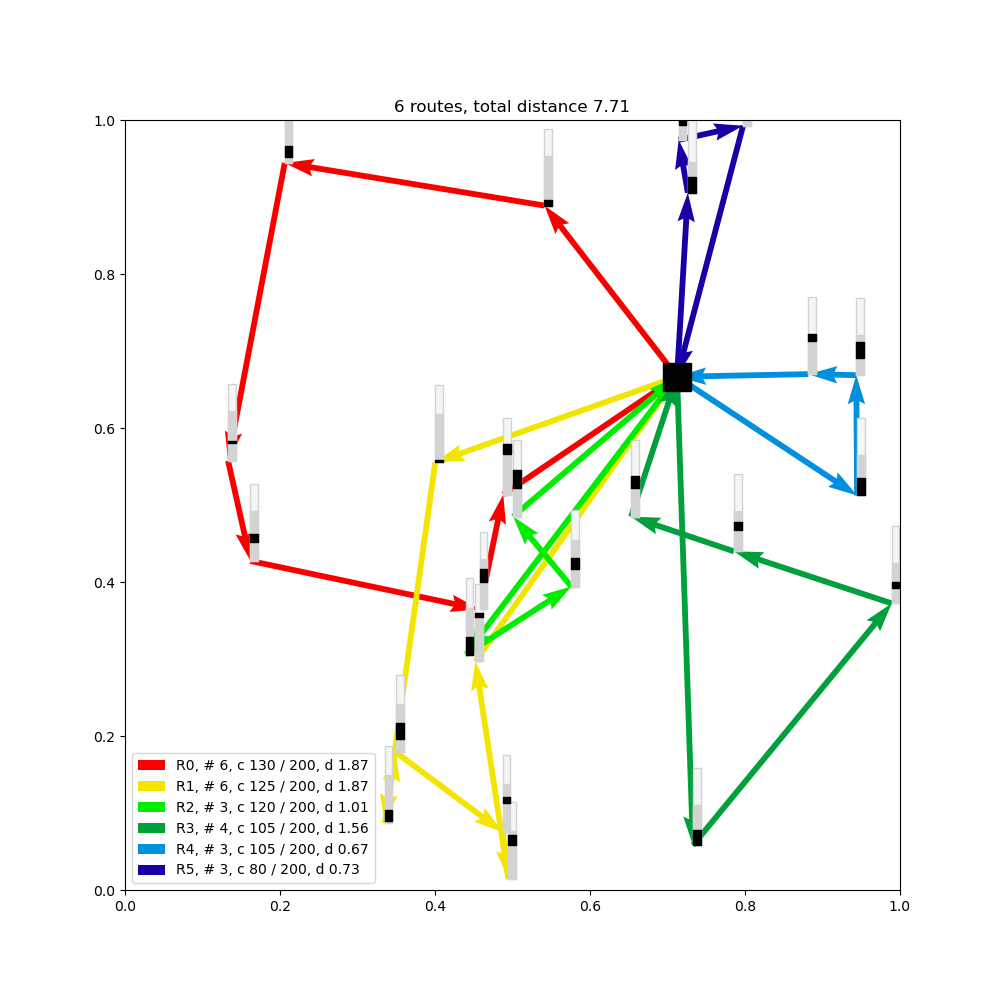 6 routes, total distance 7.71
1.0
0.8
0.6
0.4
0.2
0.0
R0, # 6, c 130 / 200, d 1.87
R1, # 6, c 125 / 200, d 1.87
R2, # 3, c 120 / 200, d 1.01
R3, # 4, c 105 / 200, d 1.56
R4, # 3, c 105 / 200, d 0.67
R5, # 3, c 80 / 200, d 0.73
0.0 0.2 0.4 0.6 0.8 1.0